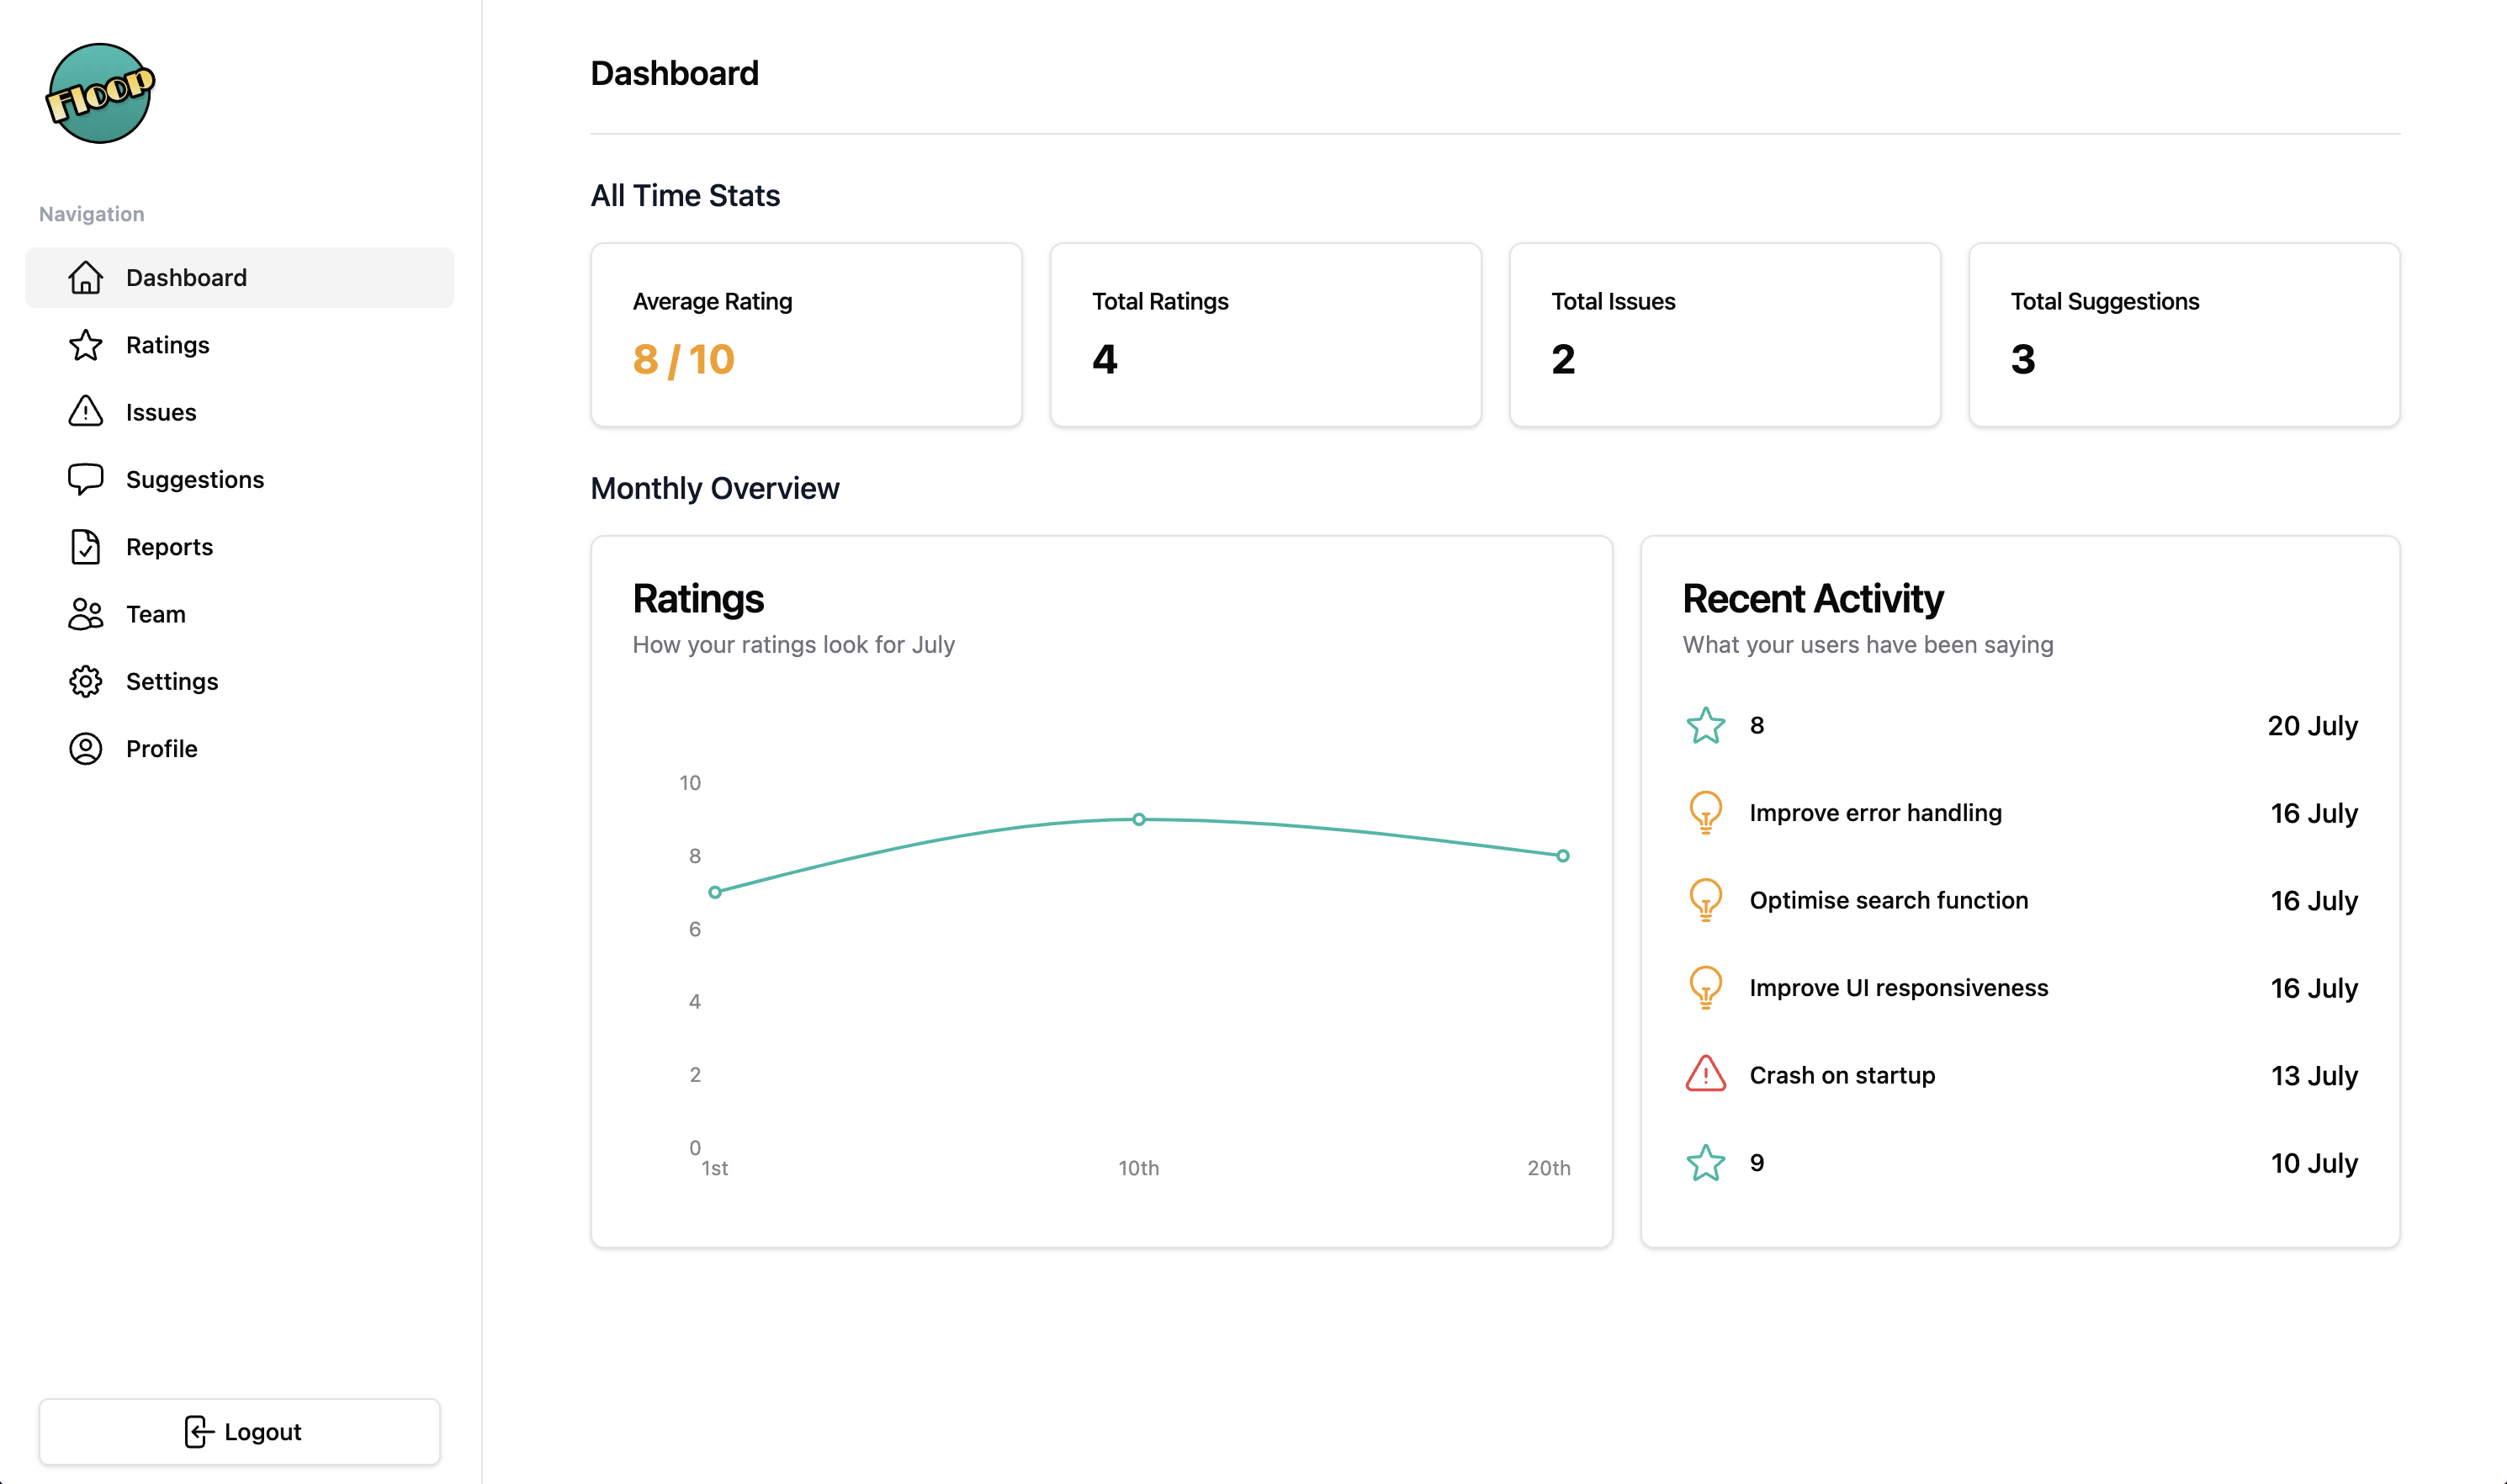 Floop
Navigation
Dashboard
Ratings
Issues
Suggestions
Reports
Team
Settings
Profile
Logout
Dashboard
All Time Stats
Average Rating
8 / 10
Total Ratings
4
Total Issues
2
Total Suggestions
3
Monthly Overview
Ratings
How your ratings look for July
10
8
6
4
2
0
1st 10th 20th
Recent Activity
What your users have been saying
8 20 July
Improve error handling 16 July
Optimise search function 16 July
Improve UI responsiveness 16 July
Crash on startup 13 July
9 10 July